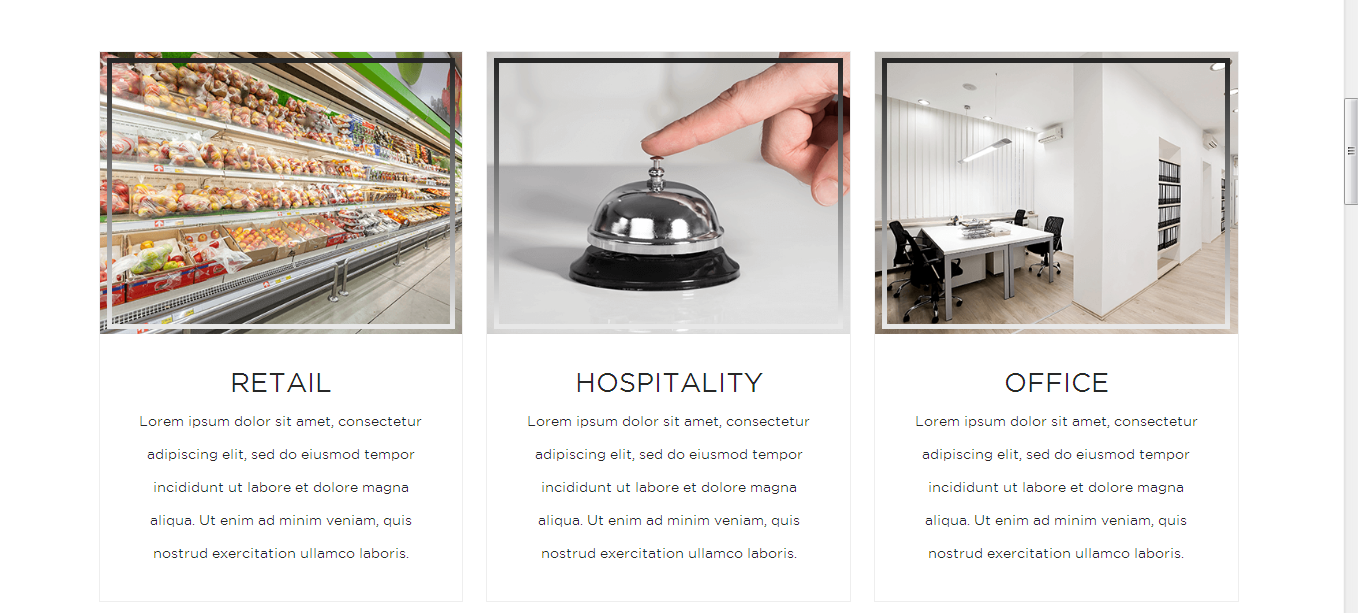 RETAIL
Lorem ipsum dolor sit amet, consectetur
adipiscing elit, sed do eiusmod tempor
incididunt ut labore et dolore magna
aliqua. Ut enim ad minim veniam, quis
nostrud exercitation ullamco laboris.
HOSPITALITY
Lorem ipsum dolor sit amet, consectetur
adipiscing elit, sed do eiusmod tempor
incididunt ut labore et dolore magna
aliqua. Ut enim ad minim veniam, quis
nostrud exercitation ullamco laboris.
OFFICE
Lorem ipsum dolor sit amet, consectetur
adipiscing elit, sed do eiusmod tempor
incididunt ut labore et dolore magna
aliqua. Ut enim ad minim veniam, quis
nostrud exercitation ullamco laboris.